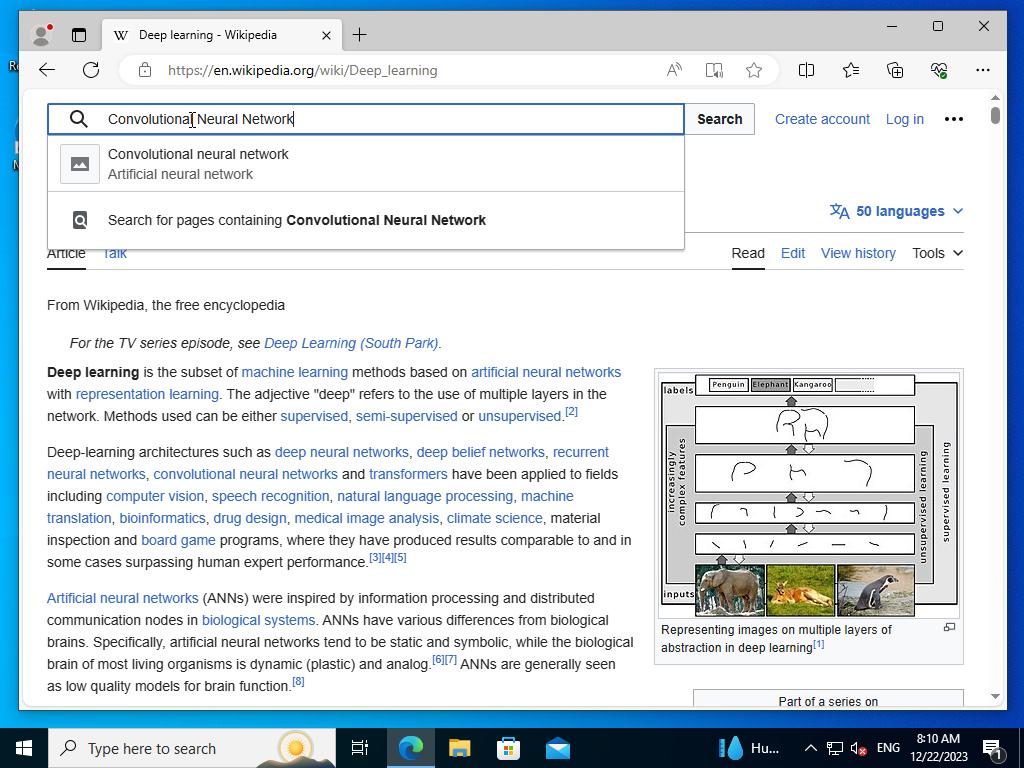 Deep learning - Wikipedia
https://en.wikipedia.org/wiki/Deep_learning
Convolutional Neural Network
Search
Create account
Log in
Convolutional neural network
Artificial neural network
Search for pages containing Convolutional Neural Network
50 languages
Article
Talk
Read
Edit
View history
Tools
From Wikipedia, the free encyclopedia
For the TV series episode, see Deep Learning (South Park).
Deep learning is the subset of machine learning methods based on artificial neural networks
with representation learning. The adjective "deep" refers to the use of multiple layers in the
network. Methods used can be either supervised, semi-supervised or unsupervised.[2]
Deep-learning architectures such as deep neural networks, deep belief networks, recurrent
neural networks, convolutional neural networks and transformers have been applied to fields
including computer vision, speech recognition, natural language processing, machine
translation, bioinformatics, drug design, medical image analysis, climate science, material
inspection and board game programs, where they have produced results comparable to and in
some cases surpassing human expert performance.[3][4][5]
Artificial neural networks (ANNs) were inspired by information processing and distributed
communication nodes in biological systems. ANNs have various differences from biological
brains. Specifically, artificial neural networks tend to be static and symbolic, while the biological
brain of most living organisms is dynamic (plastic) and analog.[6][7] ANNs are generally seen
as low quality models for brain function.[8]
labels
Penguin
Elephant
Kangaroo
increasingly
complex features
unsupervised learning
supervised learning
inputs
Representing images on multiple layers of
abstraction in deep learning[1]
Part of a series on
Type here to search
Hu...
ENG
8:10 AM
12/22/2023
1